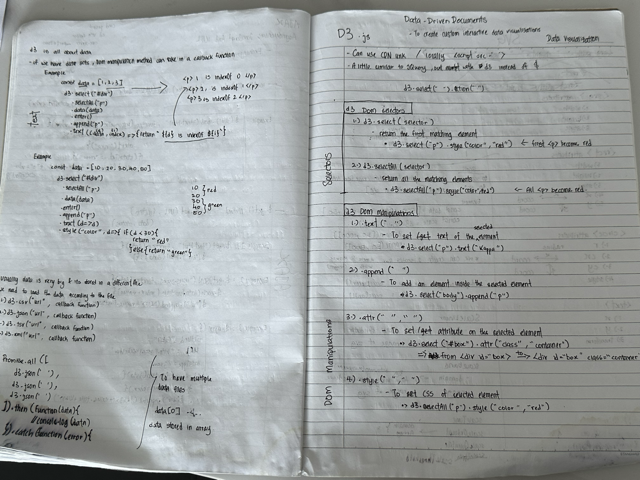 d3 is all about data
- if we have data sets, dom manipulation method can take in a callback function
Example
const data = [1,2,3]
d3.select("#div")
.selectAll("p")
.data(data)
.enter()
.append("p")
.text((data, index) => {return `${d} is indexOf ${i}`}
<p> 1, is indexOf 0 </p>
<p> 2, is indexOf 1 </p>
<p> 3 is indexOf 2 </p>
Text
Example
const data = [10, 20, 30, 40, 50]
d3.select("#div")
.selectAll("p")
.data(data)
.enter()
.append("p")
.text(d=>d)
.style("color", d=>{ if (d < 30){
return "red"
}else{return "green"}
10
20
30
40
50
red
green
Usually data is very big & its stored in a different file
need to load the data according to the file
d3.csv("url", callback function)
d3.json("url", callback function)
d3.tsv("url", callback function)
d3.xml("url", callback function)
Promise.all ([
d3.json(" "),
d3.json(" "),
d3.json(" ")
]).then (function(data){
console.log(data)
}).catch(function(error){
To have multiple
data files
data[0]
data stored in array
Data-Driven Documents
D3.js
- To create custom interactive data visualizations
Data Visualization
- Can use CDN link / locally <script src= >
- A little similar to jQuery, but except with d3 instead of $
d3.select(" ").action(" ")
d3 Dom selectors
1) d3.select(selector)
return the first matching element
• d3.select("p").style("color", "red") <- first <p> become red
2) d3.selectAll(selector)
- return all the matching elements
• d3.selectAll("p").style("color","red") <- All <p> become red
Selectors
d3 Dom manipulations
1) .text(" ")
- To set/get text of the selected element
• d3.select("p").text("Kappa")
2) .append(" ")
- To add an element inside the selected element
• d3.select("body").append("p")
3) .attr(" ", " ")
- To set/get attribute on the selected element
=> d3.select("#box").attr("class", "container")
=> from <div id="box"> to <div id="box" class="container"
4) .style(" ", " ")
- To set CSS of selected element
=> d3.selectAll("p").style("color", "red")
DOM Manipulations